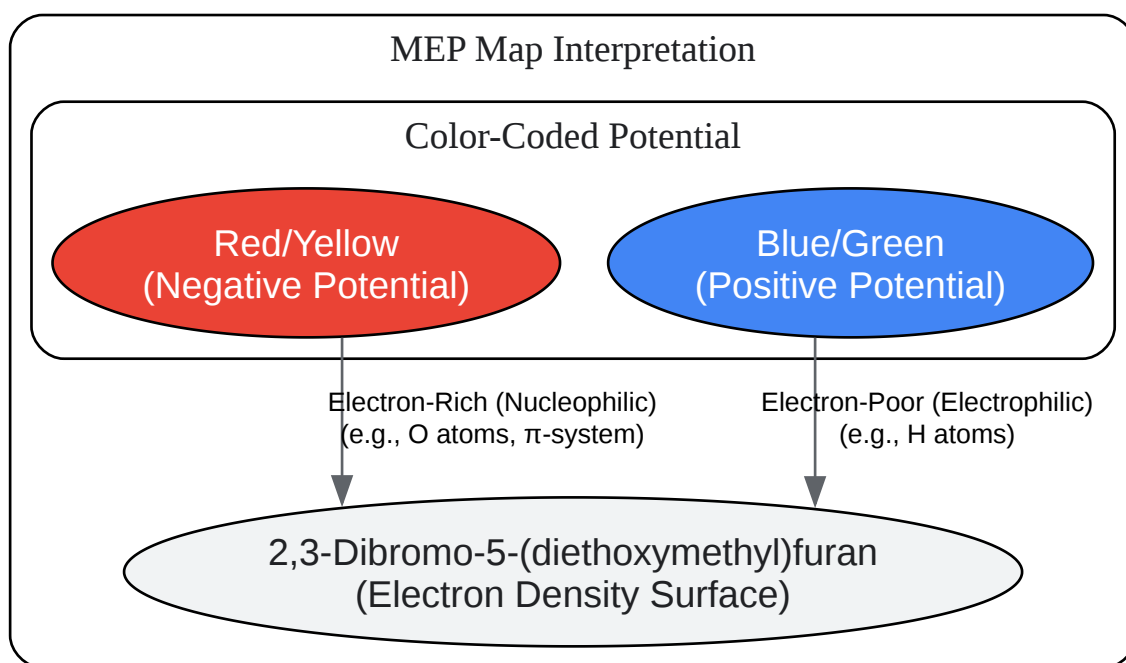 MEP Map Interpretation
Color-Coded Potential
Red/Yellow
(Negative Potential)
Blue/Green
(Positive Potential)
Electron-Rich (Nucleophilic)
(e.g., O atoms, π-system)
Electron-Poor (Electrophilic)
(e.g., H atoms)
2,3-Dibromo-5-(diethoxymethyl)furan
(Electron Density Surface)